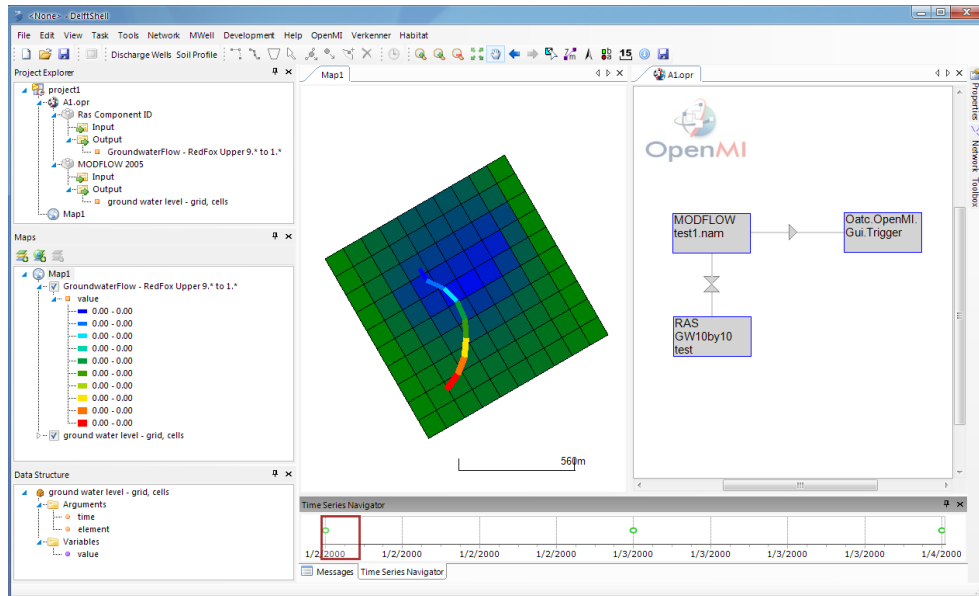 <None> - DelftShell
File Edit View Task Tools Network MWell Development Help OpenMI Verkenner Habitat
Discharge Wells Soil Profile 15
Project Explorer
project1
A1.opr
Ras Component ID
Input
Output
GroundwaterFlow - RedFox Upper 9.* to 1.*
MODFLOW 2005
Input
Output
ground water level - grid, cells
Map1
Maps
Map1
GroundwaterFlow - RedFox Upper 9.* to 1.*
value
0.00 - 0.00
0.00 - 0.00
0.00 - 0.00
0.00 - 0.00
0.00 - 0.00
0.00 - 0.00
0.00 - 0.00
0.00 - 0.00
0.00 - 0.00
0.00 - 0.00
ground water level - grid, cells
Data Structure
ground water level - grid, cells
Arguments
time
element
Variables
value
Map1
560m
A1.opr
OpenMI
MODFLOW
test1.nam
Oatc.OpenMI.
Gui.Trigger
RAS
GW10by10
test
Properties
Network
Toolbox
Time Series Navigator
1/2/2000 1/2/2000 1/2/2000 1/2/2000 1/3/2000 1/3/2000 1/3/2000 1/3/2000 1/4/2000
Messages Time Series Navigator